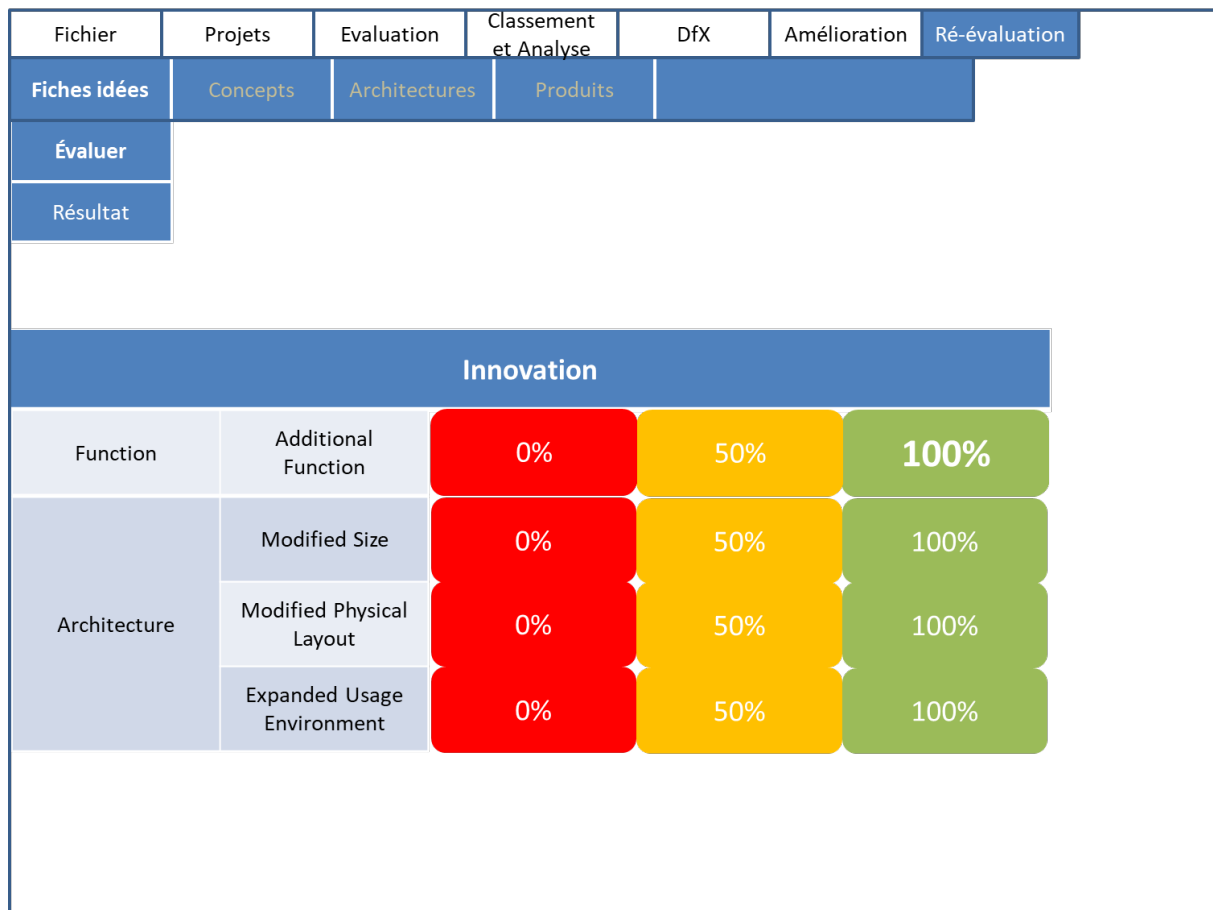 Fichier
Projets
Evaluation
Classement
et Analyse
DfX
Amélioration
Ré-évaluation
Fiches idées
Concepts
Architectures
Produits
Évaluer
Résultat
Innovation
Function
Additional
Function
0%
50%
100%
Architecture
Modified Size
0%
50%
100%
Modified Physical
Layout
0%
50%
100%
Expanded Usage
Environment
0%
50%
100%